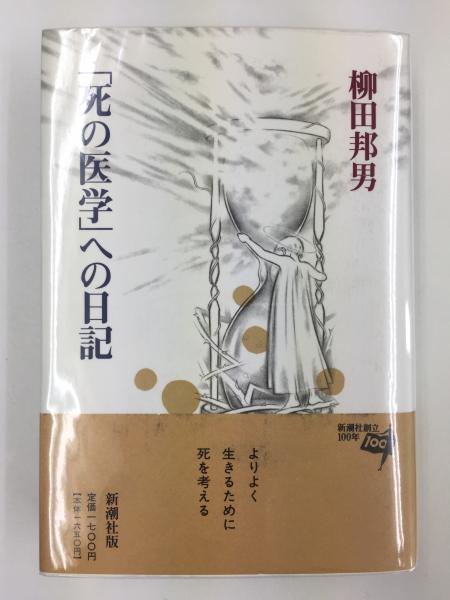 柳田邦男
「死の医学」への日記
新潮社創立
100年
100
よりよく
生きるために
死を考える
新潮社版
定価一七〇〇円
【本体一六五〇円】